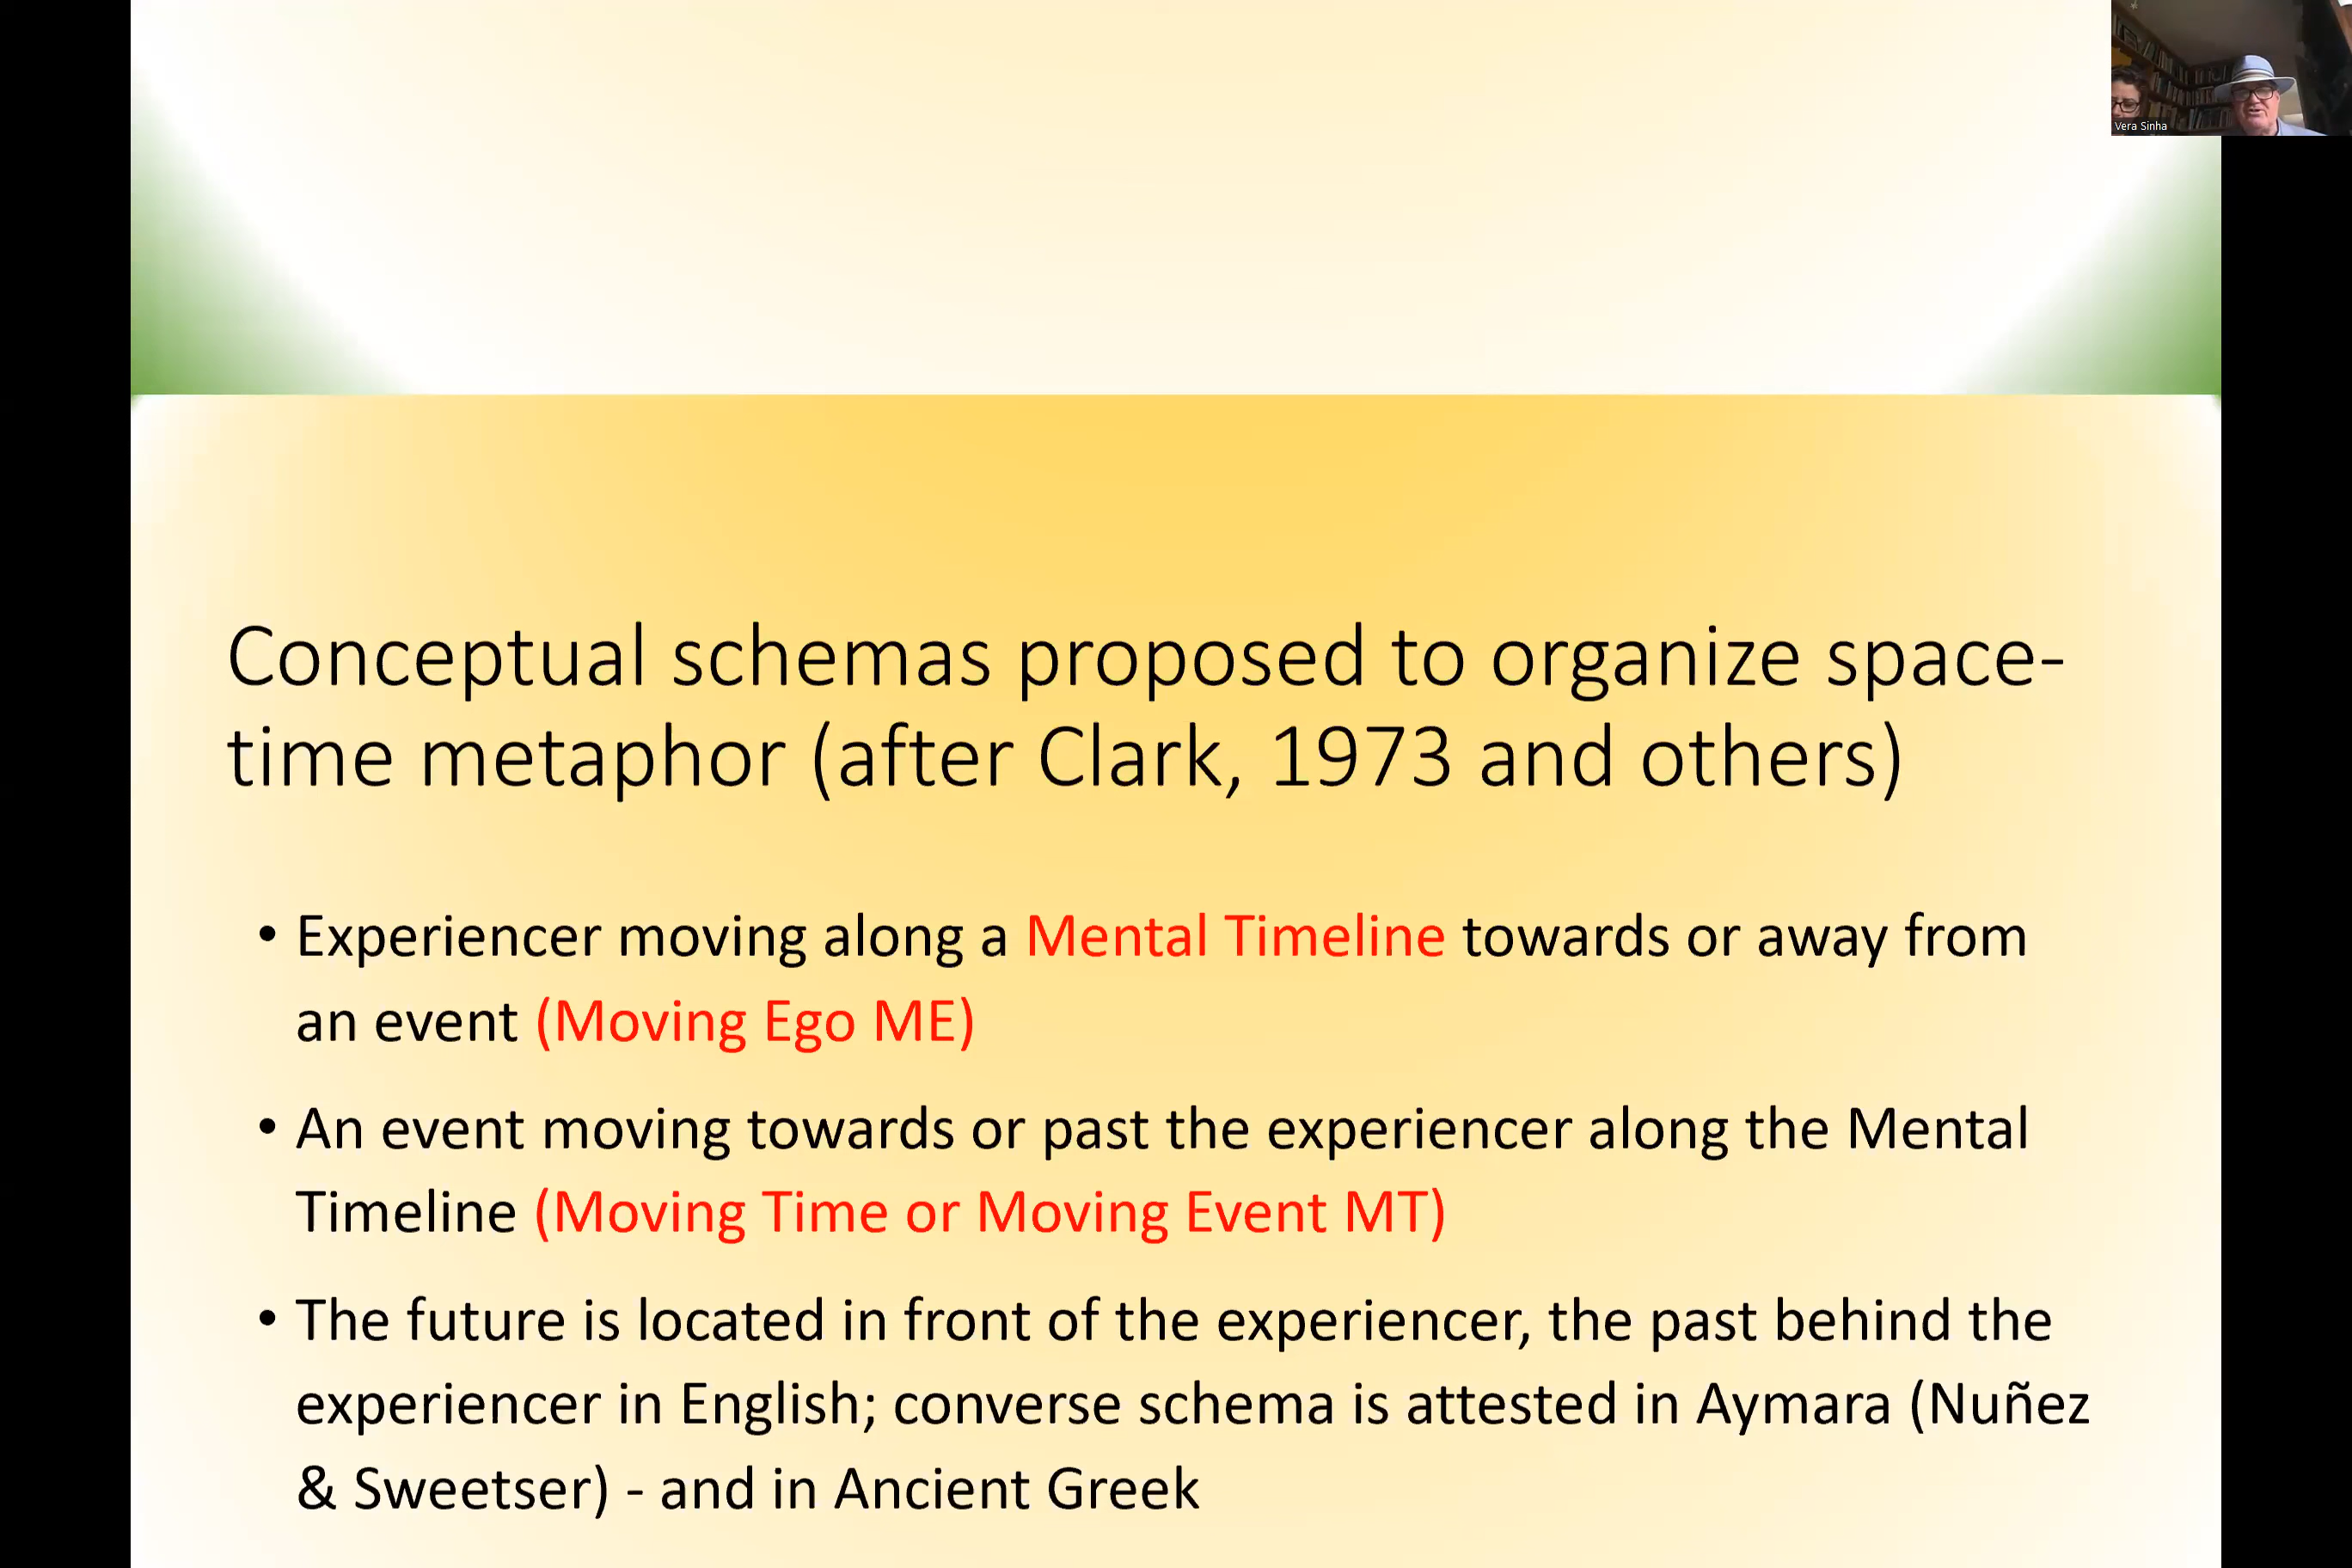 Vera Sinha
Conceptual schemas proposed to organize space-
time metaphor (after Clark, 1973 and others)
• Experiencer moving along a Mental Timeline towards or away from
an event (Moving Ego ME)
• An event moving towards or past the experiencer along the Mental
Timeline (Moving Time or Moving Event MT)
• The future is located in front of the experiencer, the past behind the
experiencer in English; converse schema is attested in Aymara (Nuñez
& Sweetser) - and in Ancient Greek